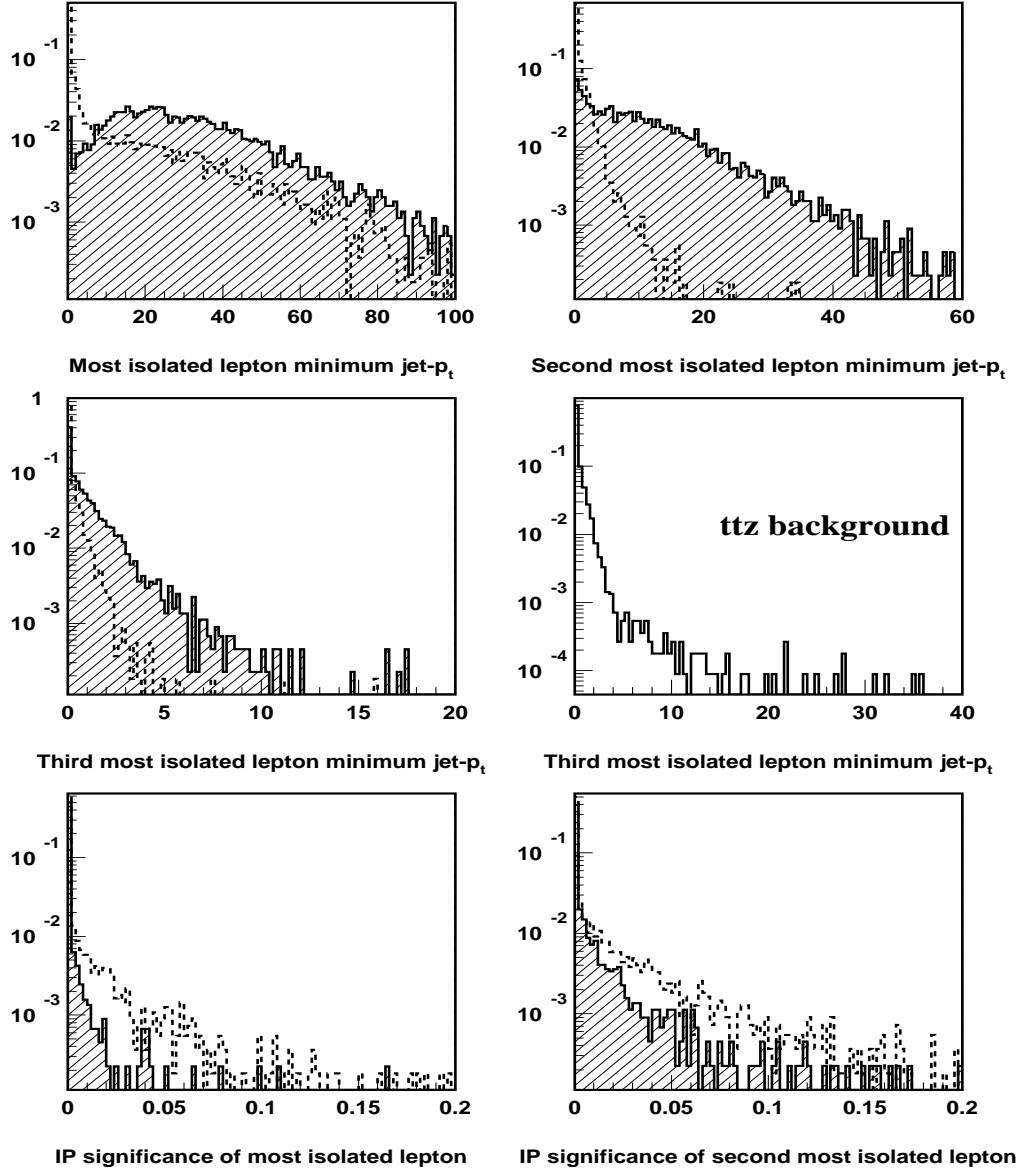 10 -1
10 -2
10 -3
0 20 40 60 80 100
Most isolated lepton minimum jet-pt
10 -1
10 -2
10 -3
0 20 40 60
Second most isolated lepton minimum jet-pt
1
10 -1
10 -2
10 -3
0 5 10 15 20
Third most isolated lepton minimum jet-pt
10 -1
10 -2
10 -3
10 -4
ttz background
0 10 20 30 40
Third most isolated lepton minimum jet-pt
10 -1
10 -2
10 -3
0 0.05 0.1 0.15 0.2
IP significance of most isolated lepton
10 -1
10 -2
10 -3
0 0.05 0.1 0.15 0.2
IP significance of second most isolated lepton